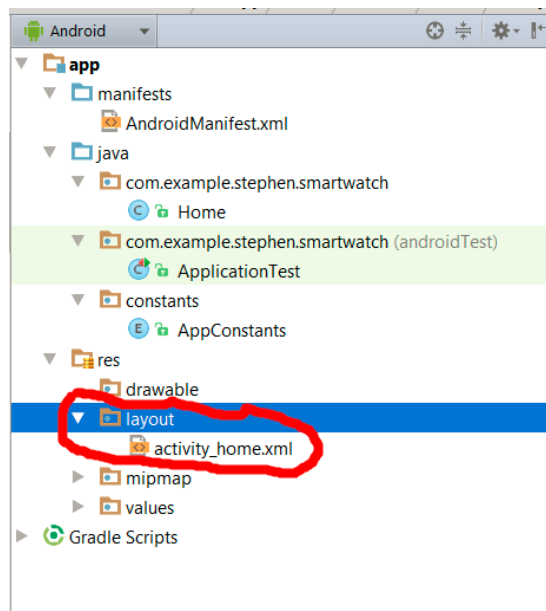 Android
app
manifests
AndroidManifest.xml
java
com.example.stephen.smartwatch
Home
com.example.stephen.smartwatch (androidTest)
ApplicationTest
constants
AppConstants
res
drawable
layout
activity_home.xml
mipmap
values
Gradle Scripts